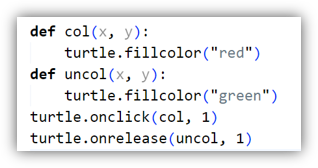 def col(x, y):
    turtle.fillcolor("red")
def uncol(x, y):
    turtle.fillcolor("green")
turtle.onclick(col, 1)
turtle.onrelease(uncol, 1)